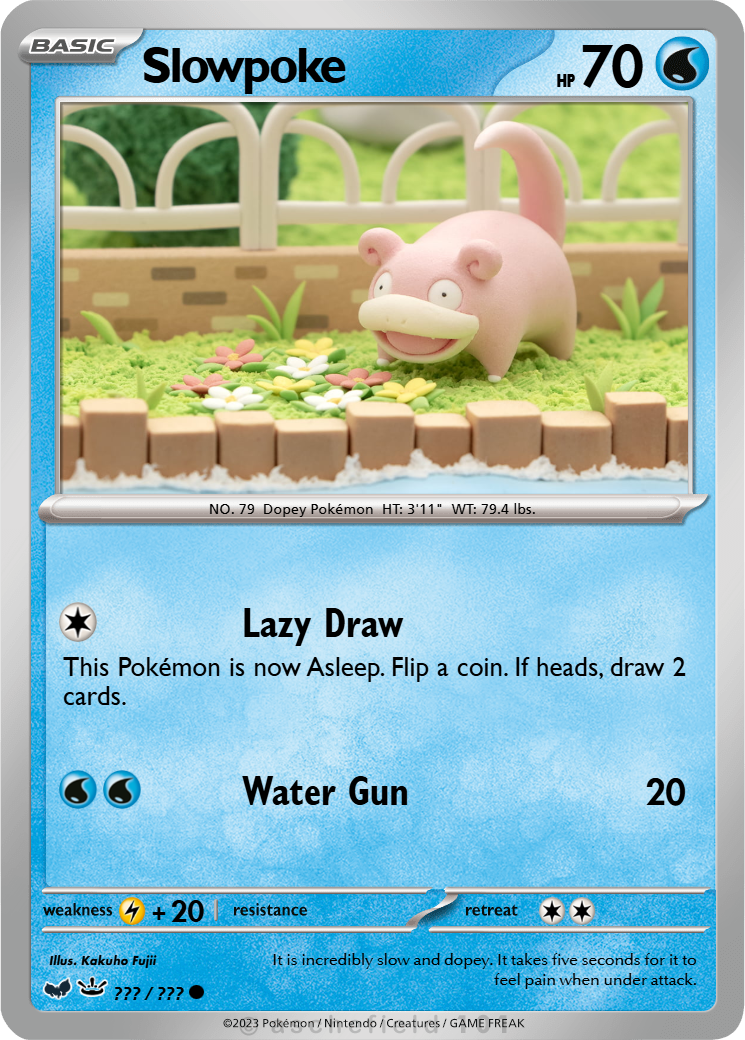 BASIC
Slowpoke
HP 70
NO. 79 Dopey Pokémon HT: 3'11" WT: 79.4 lbs.
Lazy Draw
This Pokémon is now Asleep. Flip a coin. If heads, draw 2
cards.
Water Gun 20
weakness + 20 resistance retreat
Illus. Kakuho Fujii
It is incredibly slow and dopey. It takes five seconds for it to
feel pain when under attack.
??? / ???
©2023 Pokémon / Nintendo / Creatures / GAME FREAK